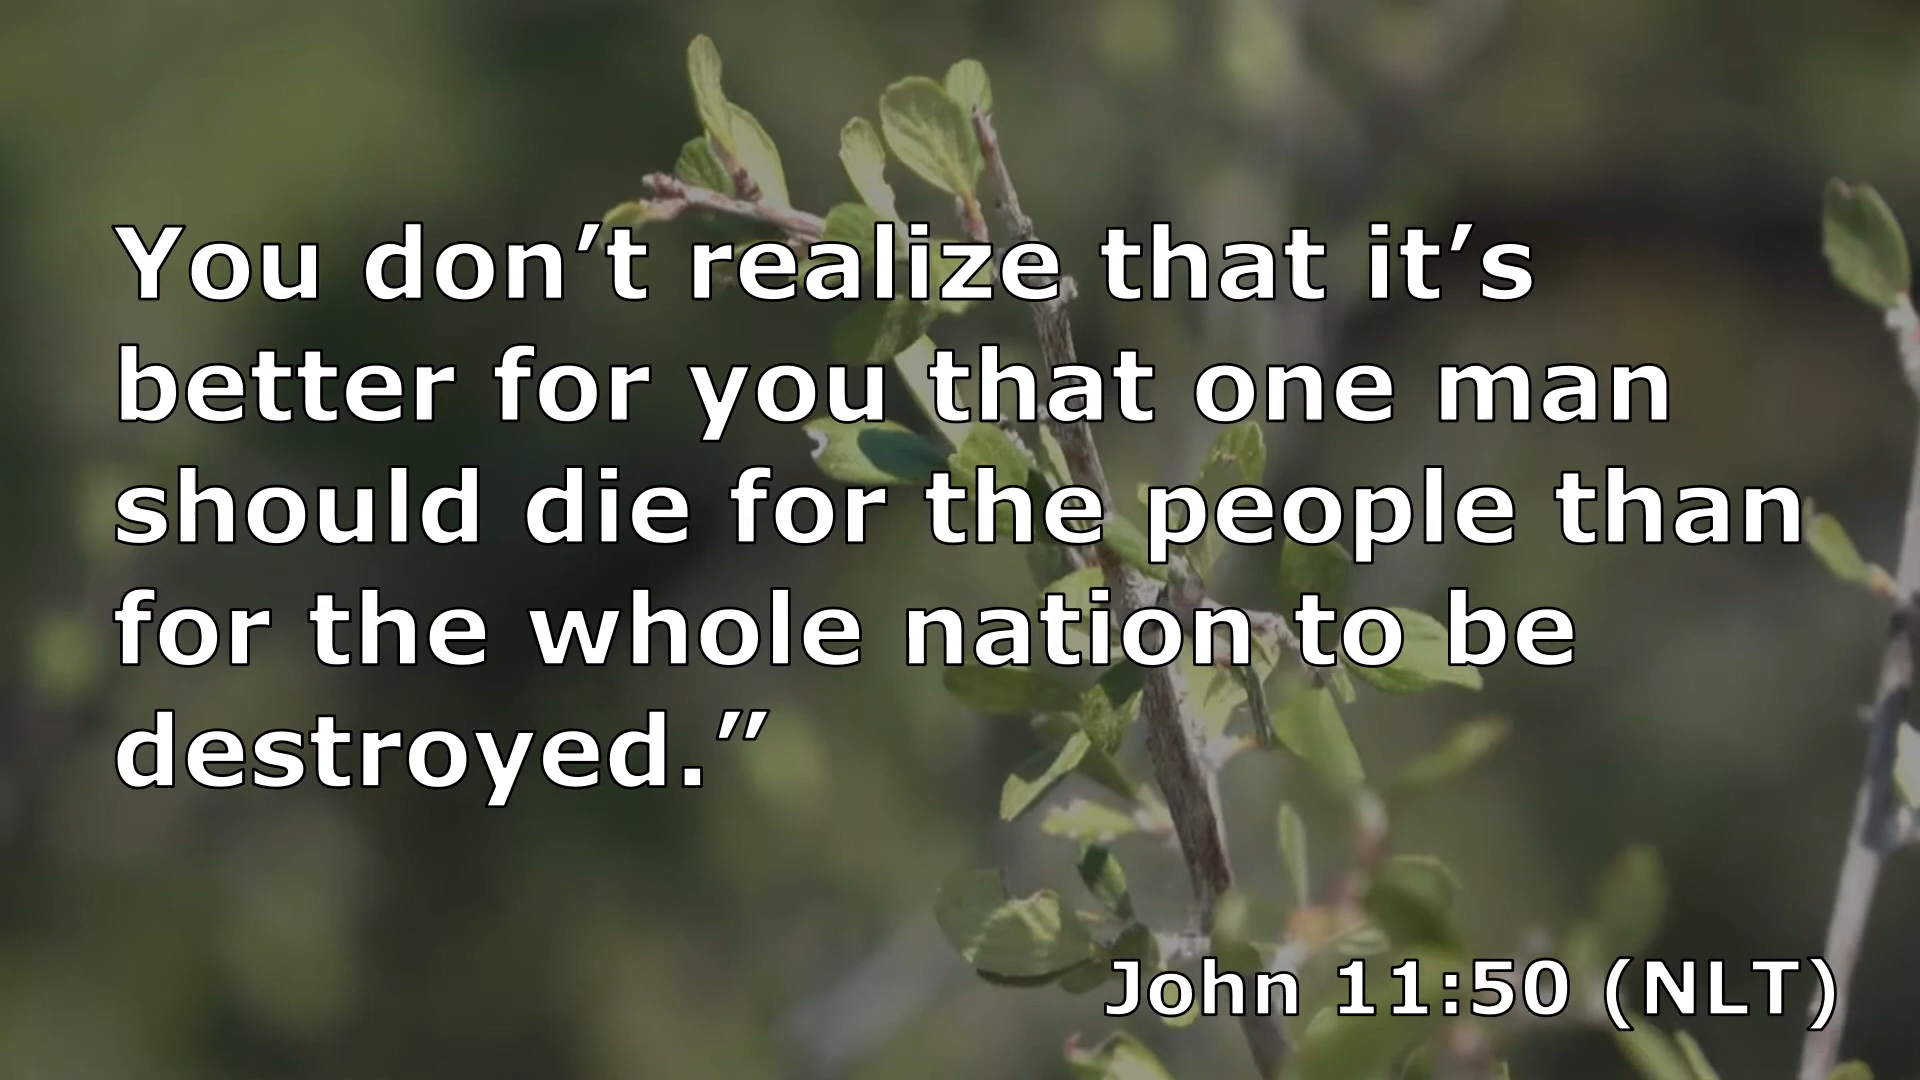 You don’t realize that it’s
better for you that one man
should die for the people than
for the whole nation to be
destroyed.”
John 11:50 (NLT)